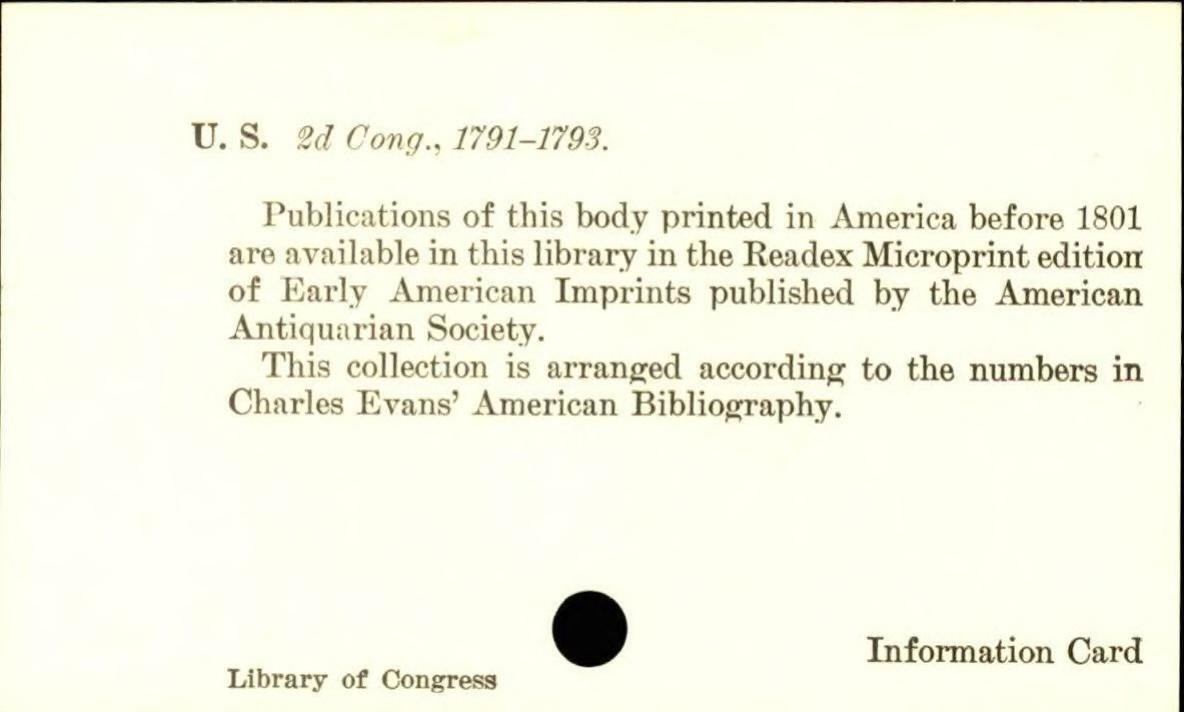 U. S. 2d Cong., 1791–1793.
Publications of this body printed in America before 1801
are available in this library in the Readex Microprint edition
of Early American Imprints published by the American
Antiquarian Society.
This collection is arranged according to the numbers in
Charles Evans’ American Bibliography.
Information Card
Library of Congress